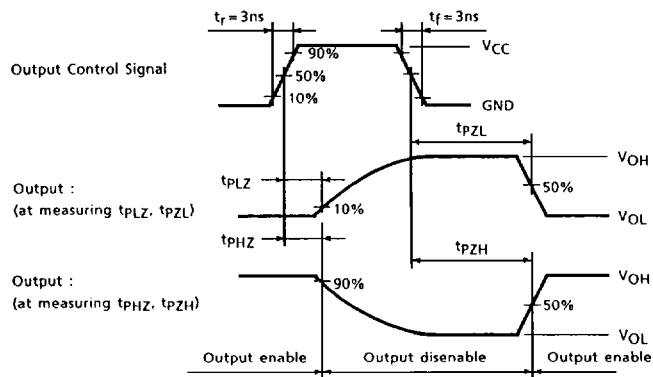 tr = 3ns
tf = 3ns
Output Control Signal
90%
50%
10%
VCC
GND
tPZL
tPLZ
Output :
(at measuring tPLZ, tPZL)
10%
50%
VOH
VOL
tPHZ
tPZH
Output :
(at measuring tPHZ, tPZH)
90%
50%
VOH
VOL
Output enable
Output disenable
Output enable